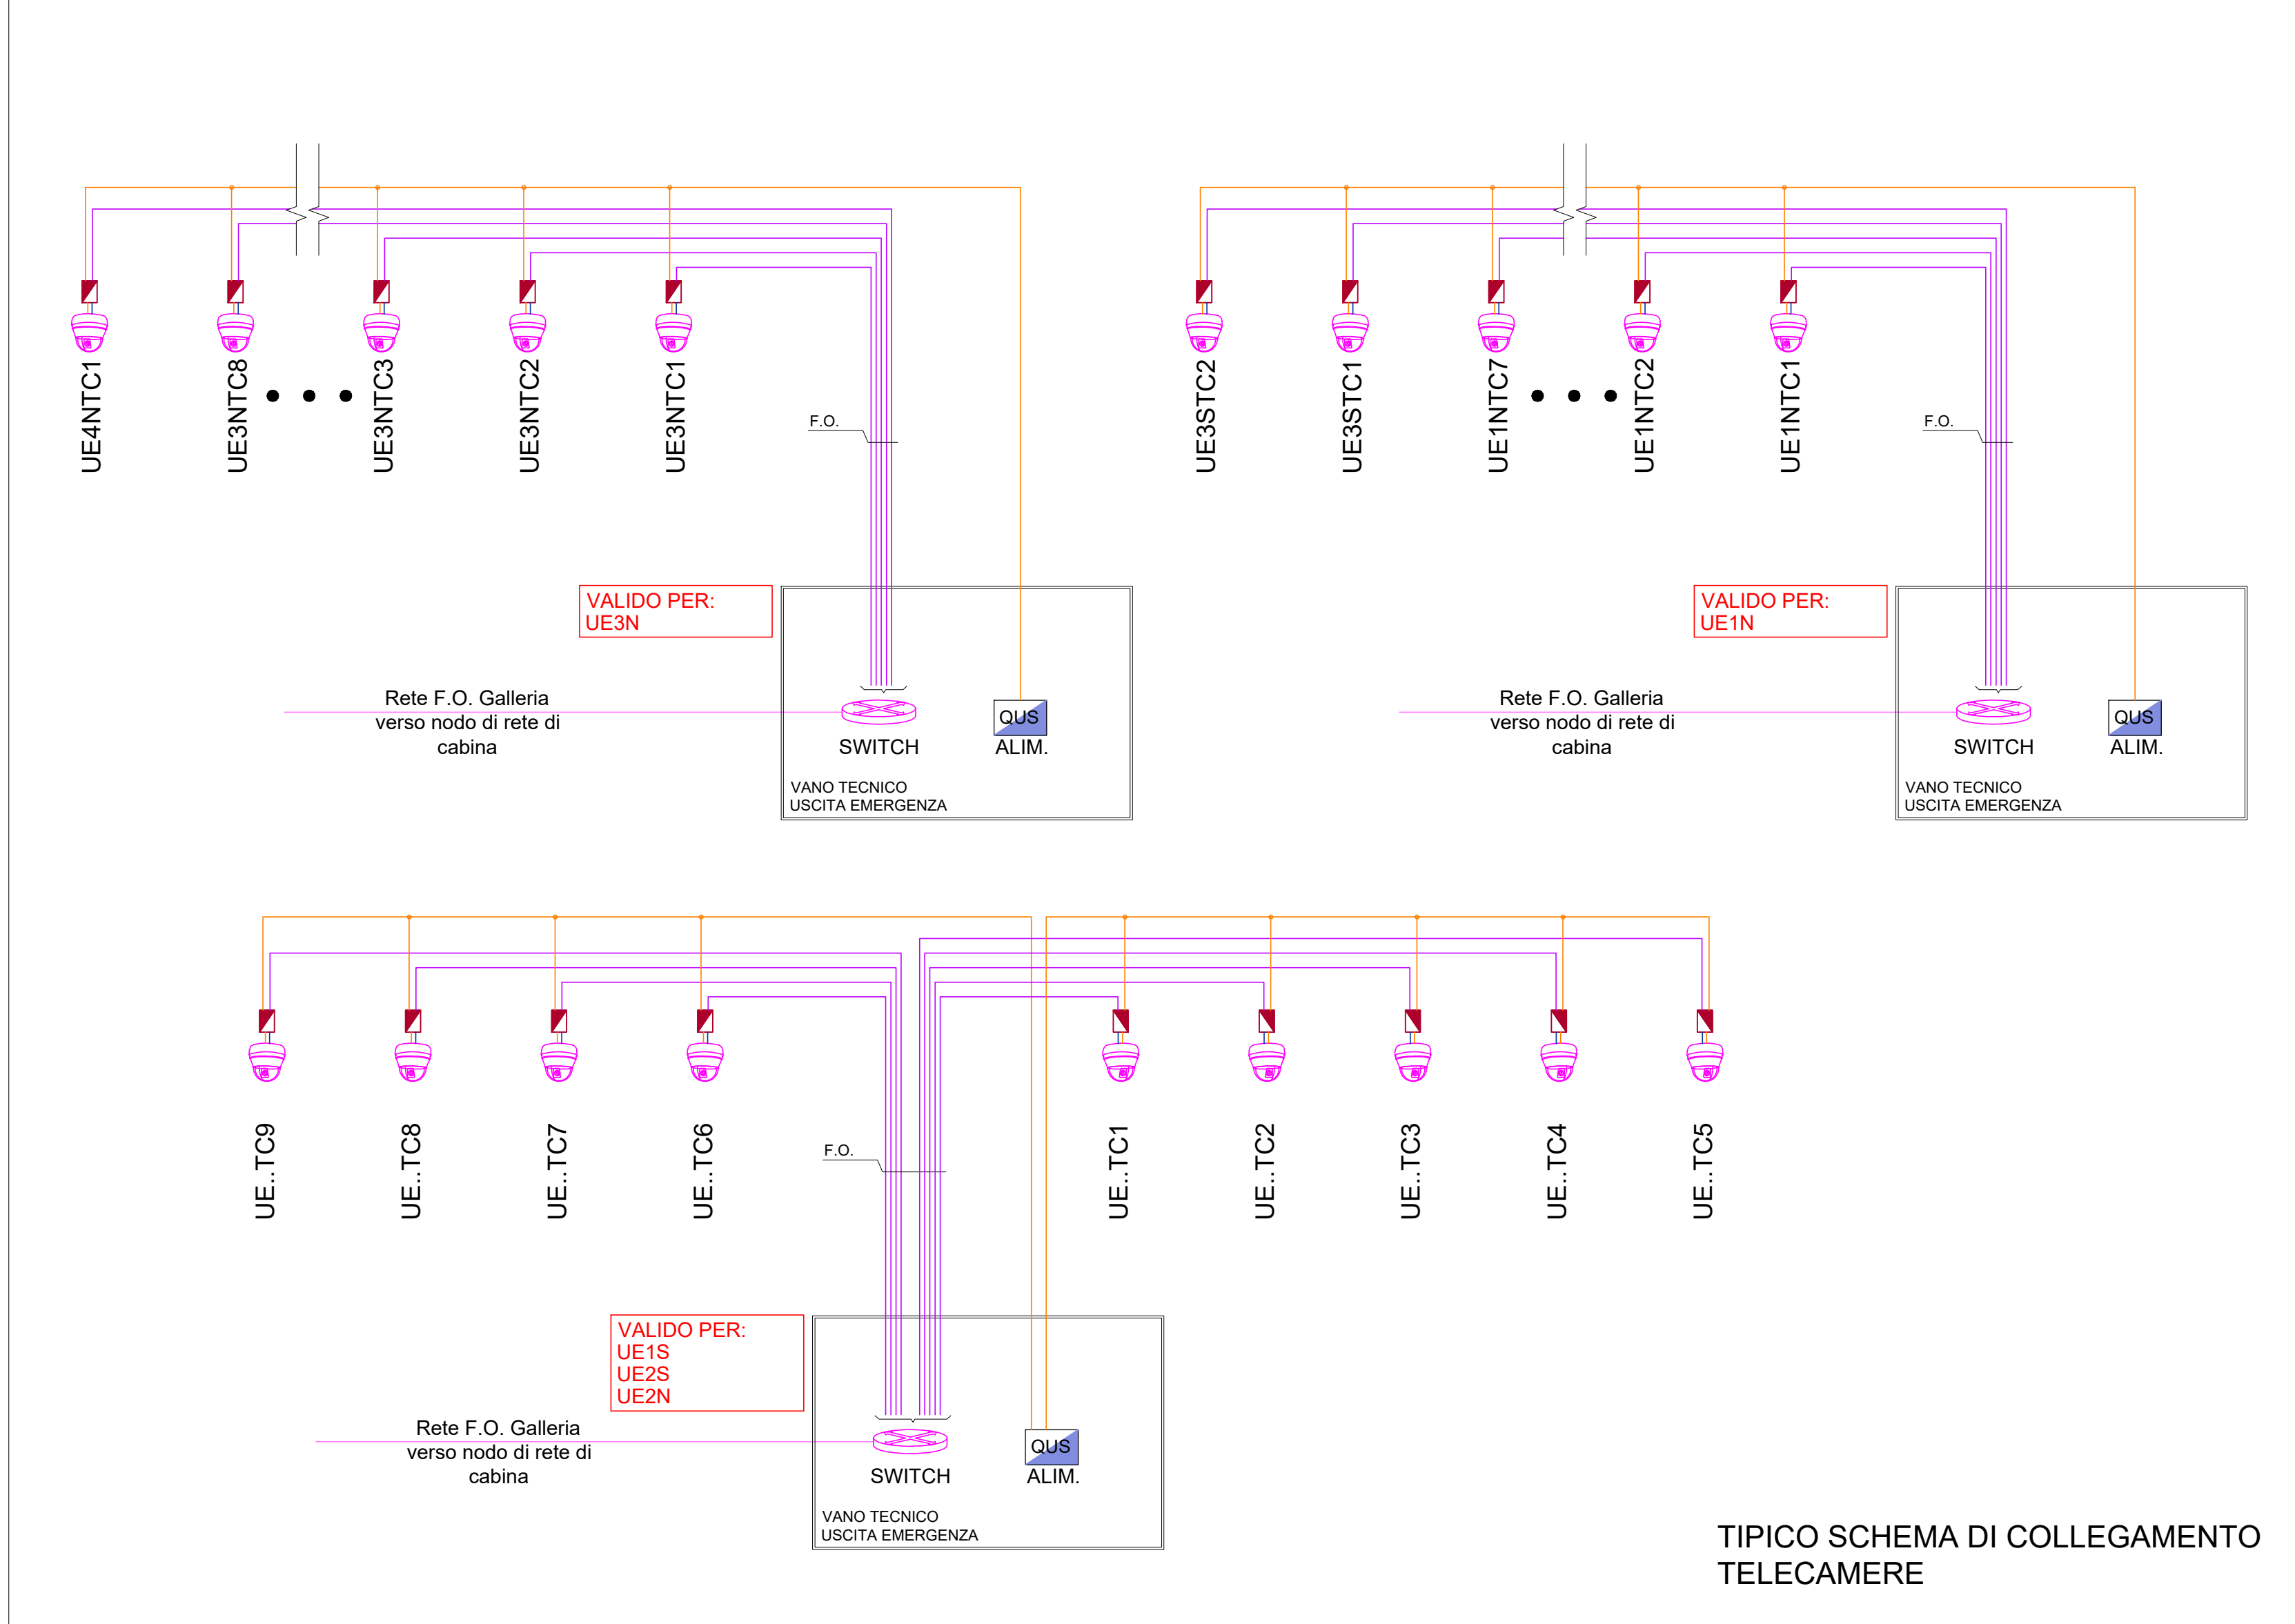 UE4NTC1
UE3NTC8
UE3NTC3
UE3NTC2
UE3NTC1
F.O.
VALIDO PER:
UE3N
Rete F.O. Galleria
verso nodo di rete di
cabina
SWITCH
QUS
ALIM.
VANO TECNICO
USCITA EMERGENZA
UE3STC2
UE3STC1
UE1NTC7
UE1NTC2
UE1NTC1
F.O.
VALIDO PER:
UE1N
Rete F.O. Galleria
verso nodo di rete di
cabina
SWITCH
QUS
ALIM.
VANO TECNICO
USCITA EMERGENZA
UE..TC9
UE..TC8
UE..TC7
UE..TC6
F.O.
UE..TC1
UE..TC2
UE..TC3
UE..TC4
UE..TC5
VALIDO PER:
UE1S
UE2S
UE2N
Rete F.O. Galleria
verso nodo di rete di
cabina
SWITCH
QUS
ALIM.
VANO TECNICO
USCITA EMERGENZA
TIPICO SCHEMA DI COLLEGAMENTO
TELECAMERE